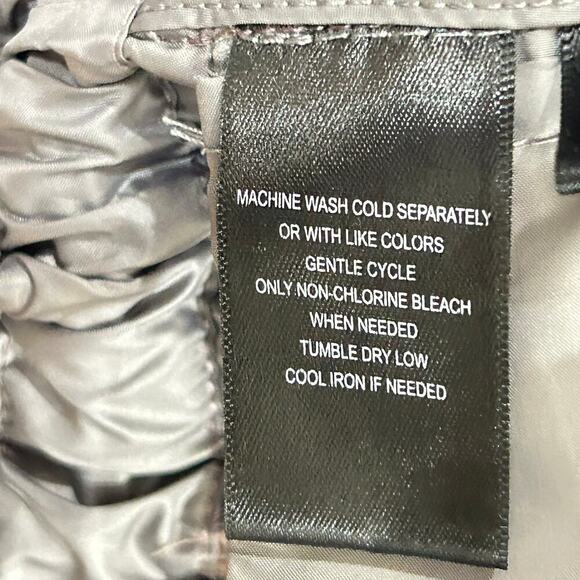 MACHINE WASH COLD SEPARATELY
OR WITH LIKE COLORS
GENTLE CYCLE
ONLY NON-CHLORINE BLEACH
WHEN NEEDED
TUMBLE DRY LOW
COOL IRON IF NEEDED